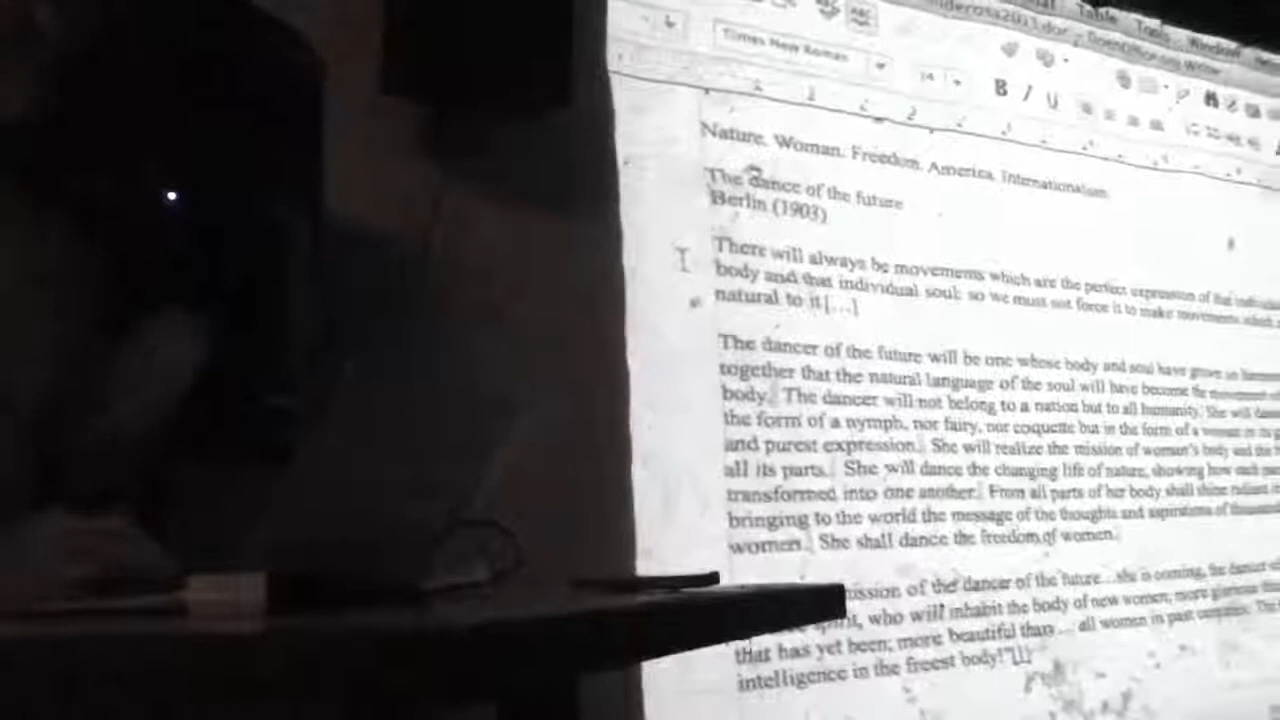 Table Tools Window
OpenOffice.org Writer
Times New Roman 14 B I U
Nature. Woman. Freedom. America. Internationalism.
The dance of the future
Berlin (1903)
There will always be movements which are the perfect expression of that
body and that individual soul: so we must not force it to make movements which
natural to it [...]
The dancer of the future will be one whose body and soul have grown so
together that the natural language of the soul will have become the movement
body. The dancer will not belong to a nation but to all humanity. She will
the form of a nymph, nor fairy, nor coquette but in the form of a woman in its
and purest expression. She will realize the mission of woman's body and the
all its parts. She will dance the changing life of nature, showing how each
transformed into one another. From all parts of her body shall shine radiant
bringing to the world the message of the thoughts and aspirations of
women. She shall dance the freedom of women.
mission of the dancer of the future... she is coming, the dancer
spirit, who will inhabit the body of new women, more glorious than
that has yet been; more beautiful than ... all women in past centuries: The
intelligence in the freest body!"[1]